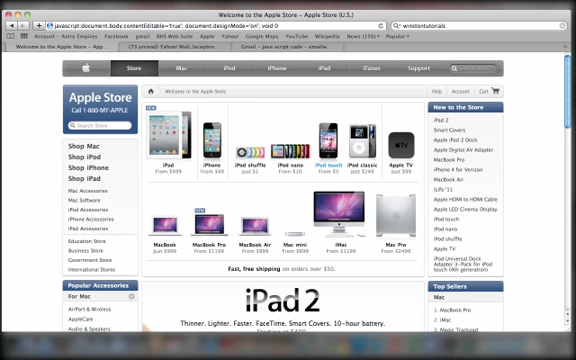 Welcome to the Apple Store – Apple Store (U.S.)
javascript:document.body.contentEditable='true'; document.designMode='on'; void 0
winstontutorials
Account - Astro Empires Facebook gmail BHS Web Suite Apple Yahoo! Google Maps YouTube Wikipedia News (150) Popular
Welcome to the Apple Store – Ap...
(73 unread) Yahoo! Mail,
Gmail – java script code –
Store Mac iPod iPhone iPad iTunes Support
Welcome to the Apple Store
Help Account Cart
Apple Store
Call 1-800-MY-APPLE
Search Store
Shop Mac
Shop iPod
Shop iPhone
Shop iPad
Mac Accessories
Mac Software
iPod Accessories
iPhone Accessories
iPad Accessories
Education Store
Business Store
Government Store
International Stores
Popular Accessories
For Mac
AirPort & Wireless
AppleCare
Audio & Speakers
NEW
iPad
From $499
iPhone
From $49
iPod shuffle
Just $
iPod nano
From $
iPod touch
From $
iPod classic
Just $249
Apple TV
Just $99
MacBook
Just $999
NEW
MacBook Pro
From $1199
MacBook Air
From $999
Mac mini
From $699
iMac
From $1199
Mac Pro
From $2499
Fast, free shipping on orders over $50.
iPad 2
Thinner. Lighter. Faster. FaceTime. Smart Covers. 10-hour battery.
New to the Store
iPad 2
Smart Covers
Apple iPad 2 Dock
Apple Digital AV Adapter
MacBook Pro
iPhone 4 for Verizon
MacBook Air
iLife '11
Apple HDMI to HDMI Cable
Apple LED Cinema Display
iPod touch
iPod nano
iPod shuffle
Apple TV
iPod Universal Dock
Adapter 3-Pack for iPod
touch (4th generation)
Top Sellers
Mac
1. MacBook Pro
2. iMac
3. Magic Trackpad